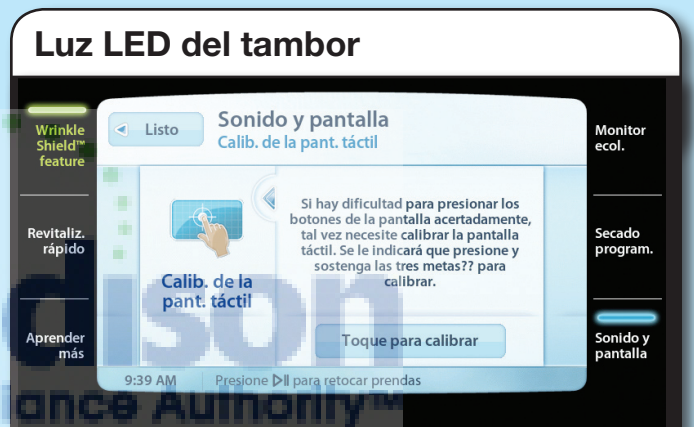 Luz LED del tambor
Wrinkle
Shield™
feature
Revitaliz.
rápido
Aprender
más
Listo
Sonido y pantalla
Calib. de la pant. táctil
Calib. de la
pant. táctil
Si hay dificultad para presionar los
botones de la pantalla acertadamente,
tal vez necesite calibrar la pantalla
táctil. Se le indicará que presione y
sostenga las tres metas?? para
calibrar.
Toque para calibrar
9:39 AM
Presione ▷II para retocar prendas
Monitor
ecol.
Secado
program.
Sonido y
pantalla
dison
iance Authority™